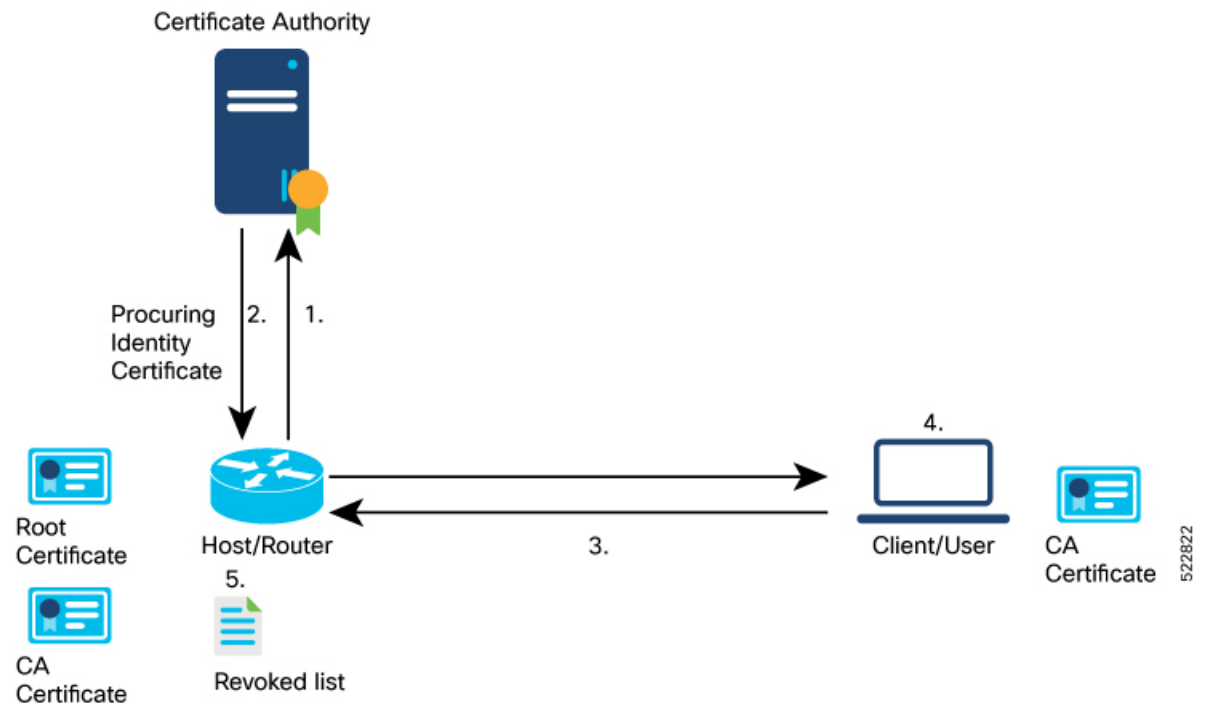 Certificate Authority
Procuring
Identity
Certificate
2.
1.
4.
Root
Certificate
Host/Router
3.
Client/User
CA
Certificate
522822
5.
CA
Certificate
Revoked list